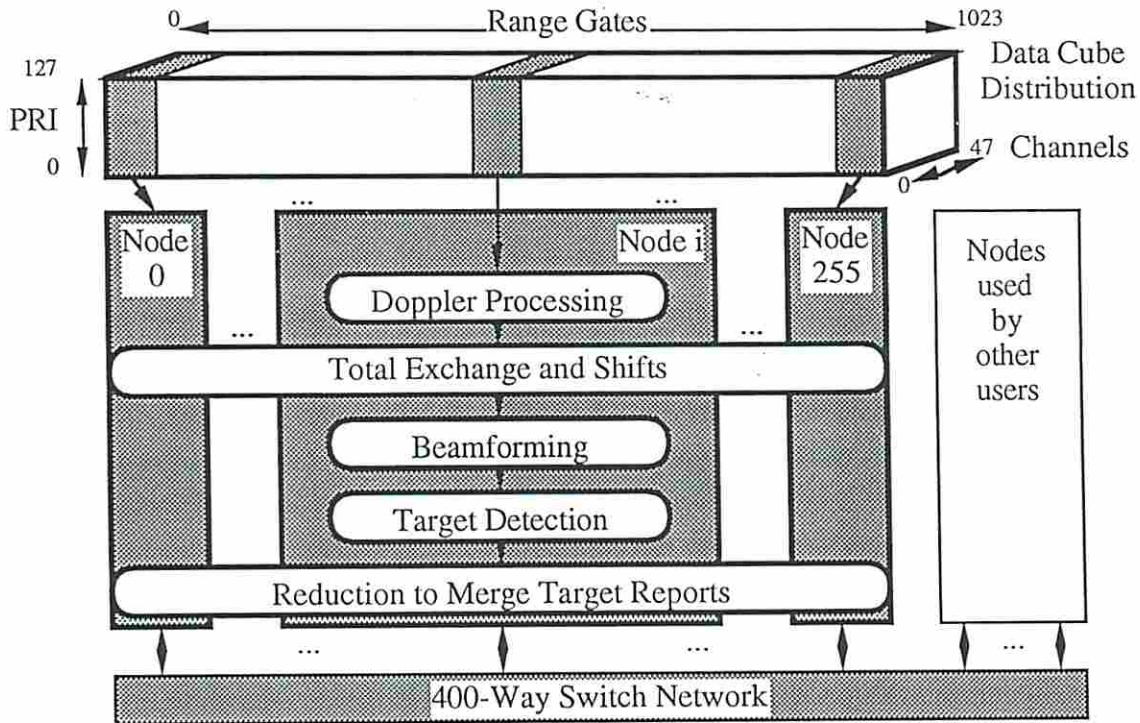 0 Range Gates 1023
127
Data Cube
Distribution
PRI
0
47 Channels
0
... ...
Node
0
Node i
Node
255
Nodes
used
by
other
users
Doppler Processing
... ...
Total Exchange and Shifts
Beamforming
Target Detection
Reduction to Merge Target Reports
... ... ...
400-Way Switch Network